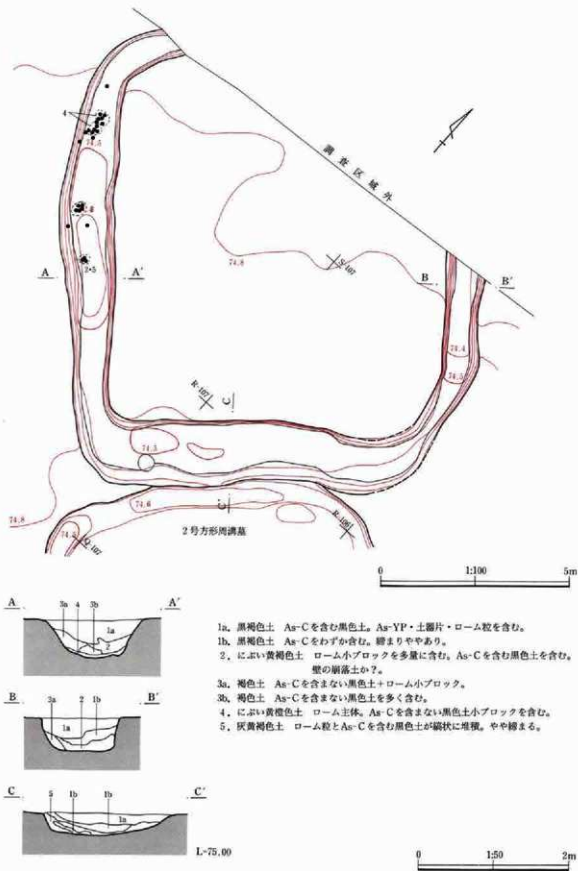 4
74.5
調査区域外
2・5
A
A'
74.8
S-107
B
B'
74.4
74.5
R-107
C
74.5
C'
74.6
74.8
2号方形周溝墓
Q-107
R-106
0 1:100 5m
A 3a 4 3b A'
1a
2
B 3a 2 1b B'
1a
C 5 1b 1b C'
1a
L=75.00
1a. 黒褐色土 As-Cを含む黒色土。As-YP・土器片・ローム粒を含む。
1b. 黒褐色土 As-Cをわずか含む。締まりややあり。
2. にぶい黄褐色土 ローム小ブロックを多量に含む。As-C含む黒色土を含む。
壁の崩落土か?。
3a. 褐色土 As-Cを含まない黒色土+ローム小ブロック。
3b. 褐色土 As-Cを含まない黒色土を多く含む。
4. にぶい黄橙色土 ローム主体。As-Cを含まない黒色土小ブロックを含む。
5. 灰黄褐色土 ローム粒とAs-Cを含む黒色土が縞状に堆積。やや締まる。
0 1:50 2m